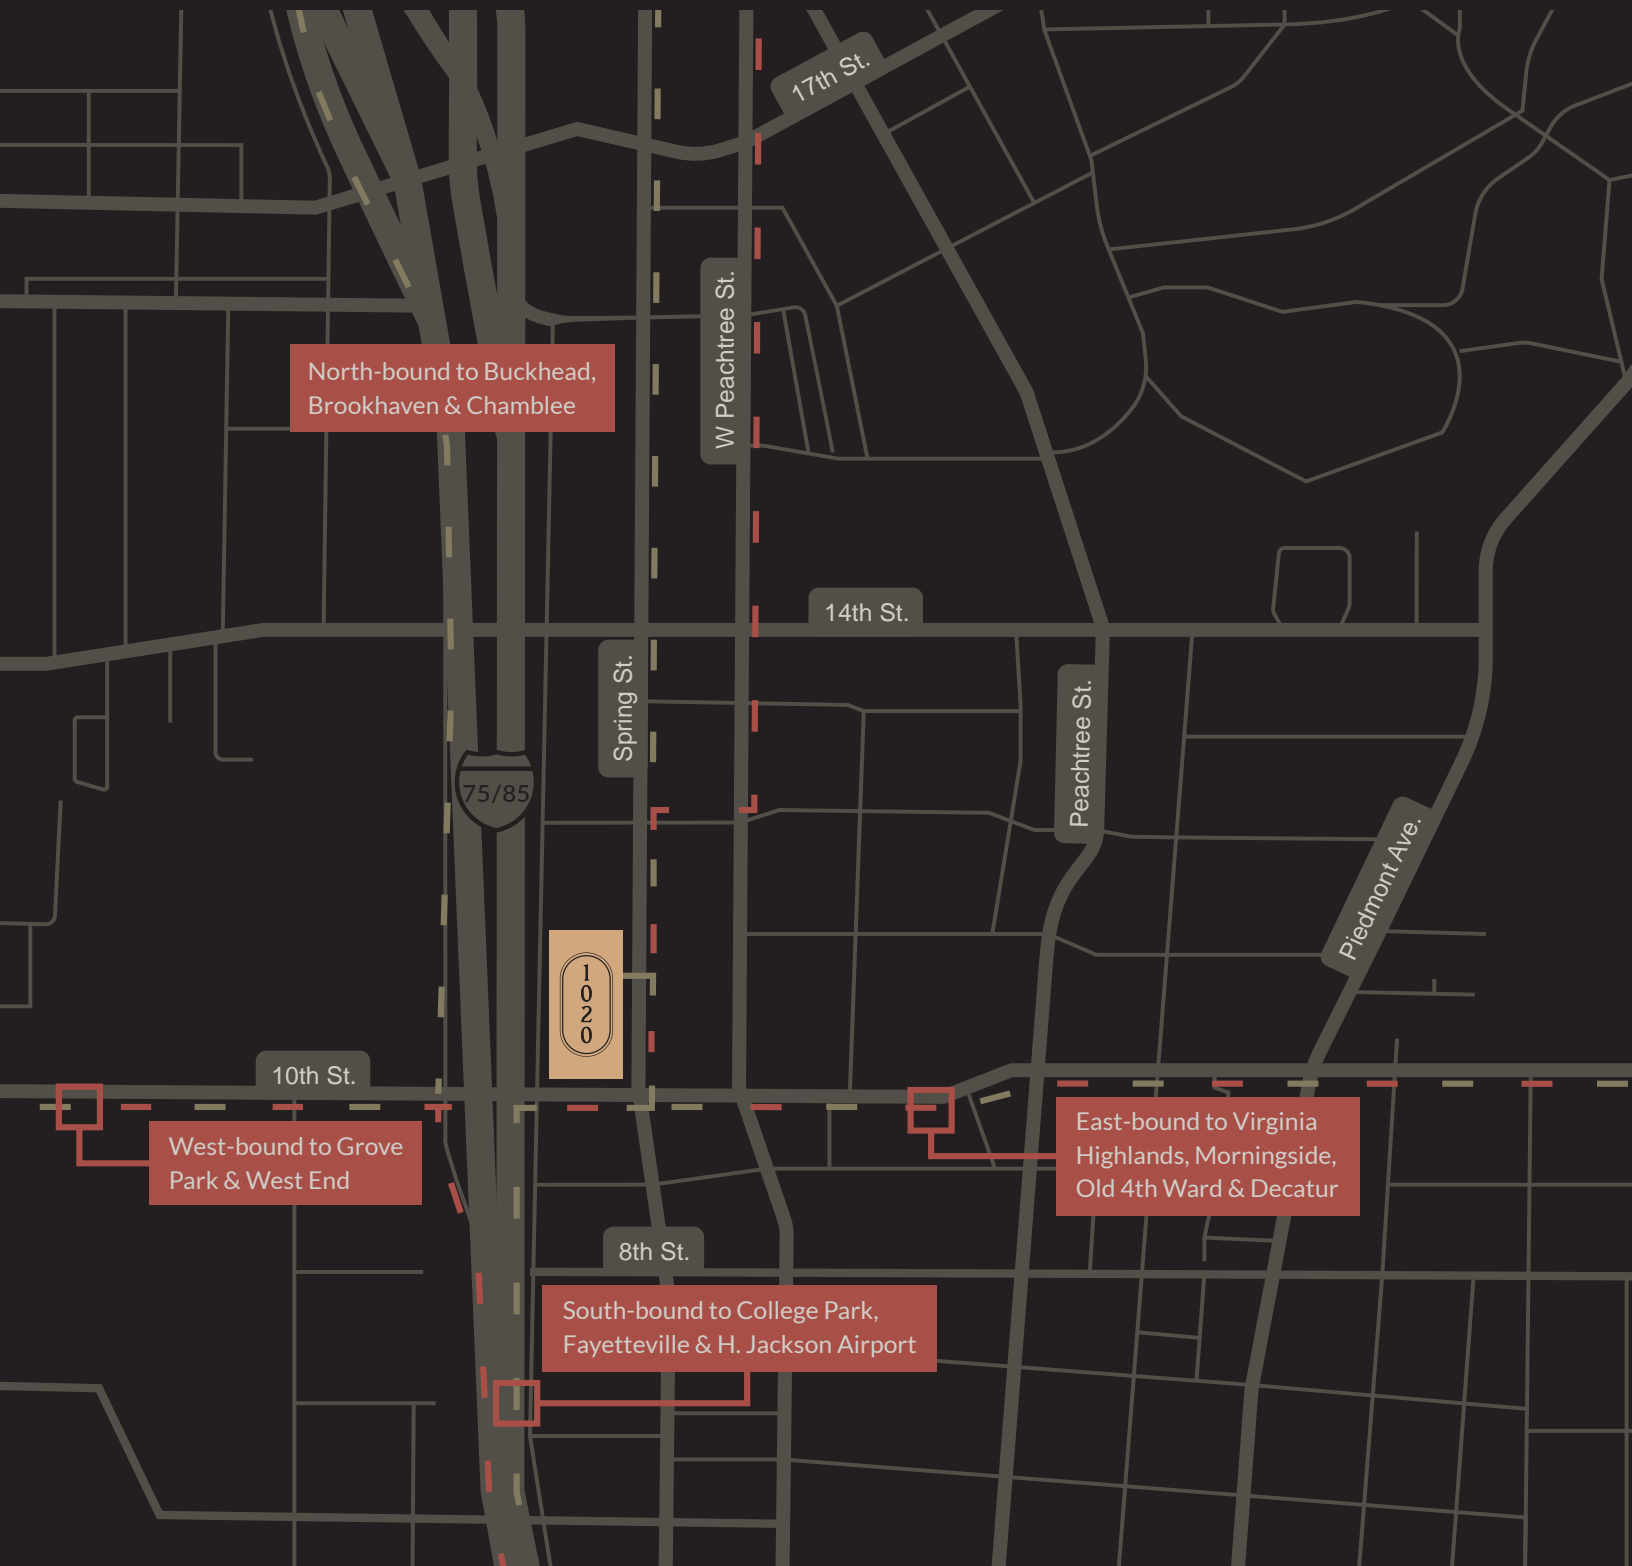 17th St.
W Peachtree St.
North-bound to Buckhead,
Brookhaven & Chamblee
14th St.
Spring St.
Peachtree St.
75/85
Piedmont Ave.
1
0
2
0
10th St.
West-bound to Grove
Park & West End
East-bound to Virginia
Highlands, Morningside,
Old 4th Ward & Decatur
8th St.
South-bound to College Park,
Fayetteville & H. Jackson Airport